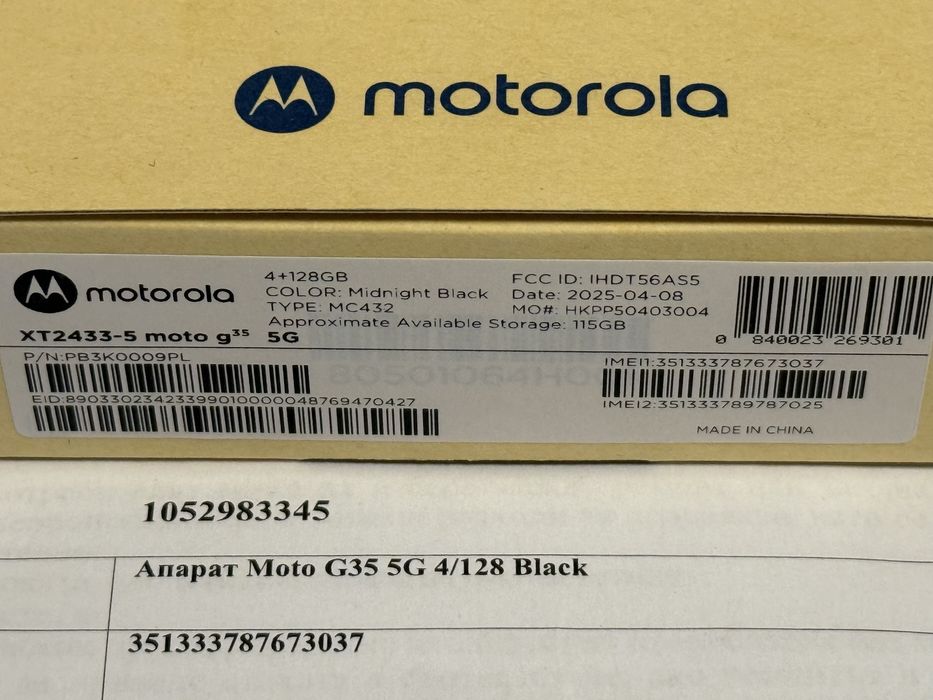 motorola
motorola
4+128GB
COLOR: Midnight Black
TYPE: MC432
Approximate Available Storage: 115GB
FCC ID: IHDT56AS5
Date: 2025-04-08
MO#: HKPP50403004
0 840023 269301
XT2433-5 moto g35 5G
P/N:PB3K0009PL
EID:89033023423399010000048769470427
IMEI1:351333787673037
IMEI2:351333789787025
MADE IN CHINA
1052983345
Апарат Moto G35 5G 4/128 Black
351333787673037